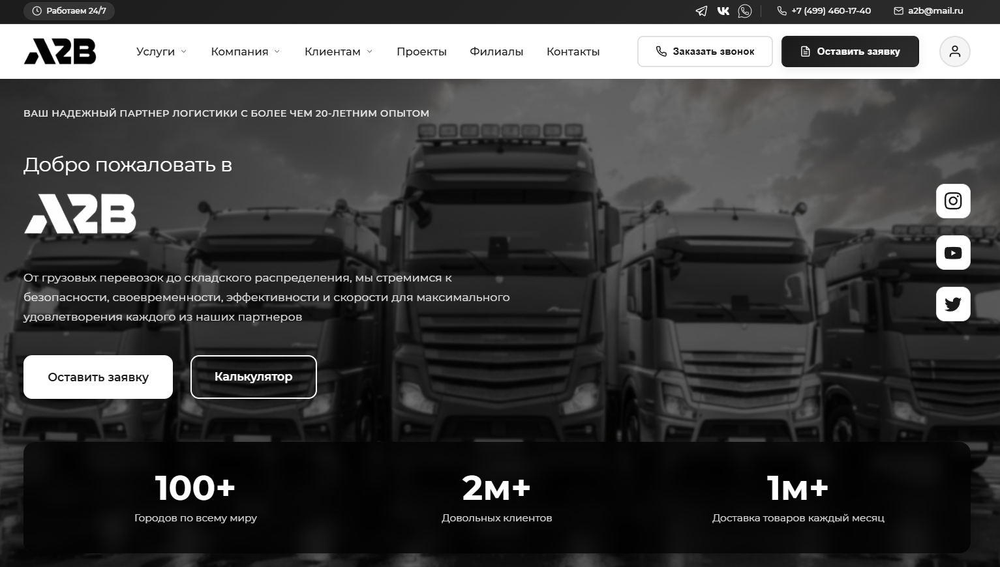 Работаем 24/7
+7 (499) 460-17-40
a2b@mail.ru
A2B
Услуги
Компания
Клиентам
Проекты
Филиалы
Контакты
Заказать звонок
Оставить заявку
ВАШ НАДЕЖНЫЙ ПАРТНЕР ЛОГИСТИКИ С БОЛЕЕ ЧЕМ 20-ЛЕТНИМ ОПЫТОМ
Добро пожаловать в
A2B
От грузовых перевозок до складского распределения, мы стремимся к
безопасности, своевременности, эффективности и скорости для максимального
удовлетворения каждого из наших партнеров
Оставить заявку
Калькулятор
100+
Городов по всему миру
2м+
Довольных клиентов
1м+
Доставка товаров каждый месяц